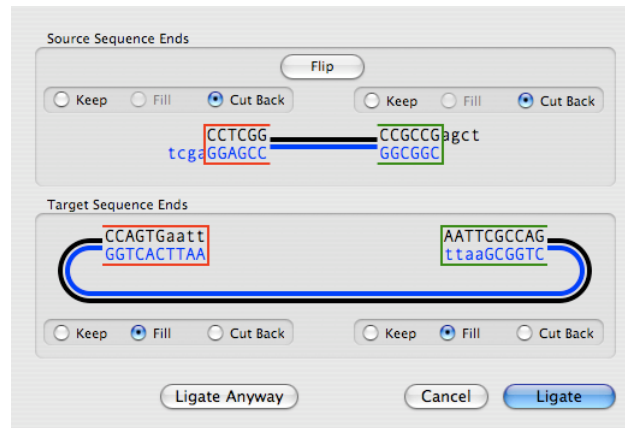 Source Sequence Ends
Flip
Keep Fill Cut Back Keep Fill Cut Back
CCTCGG CCGCCGagct
tcgaGGAGCC GGCGGC
Target Sequence Ends
CCAGTGaatt AATTCGCCAG
GGTCACTTAA ttaaGCGGTC
Keep Fill Cut Back Keep Fill Cut Back
Ligate Anyway Cancel Ligate